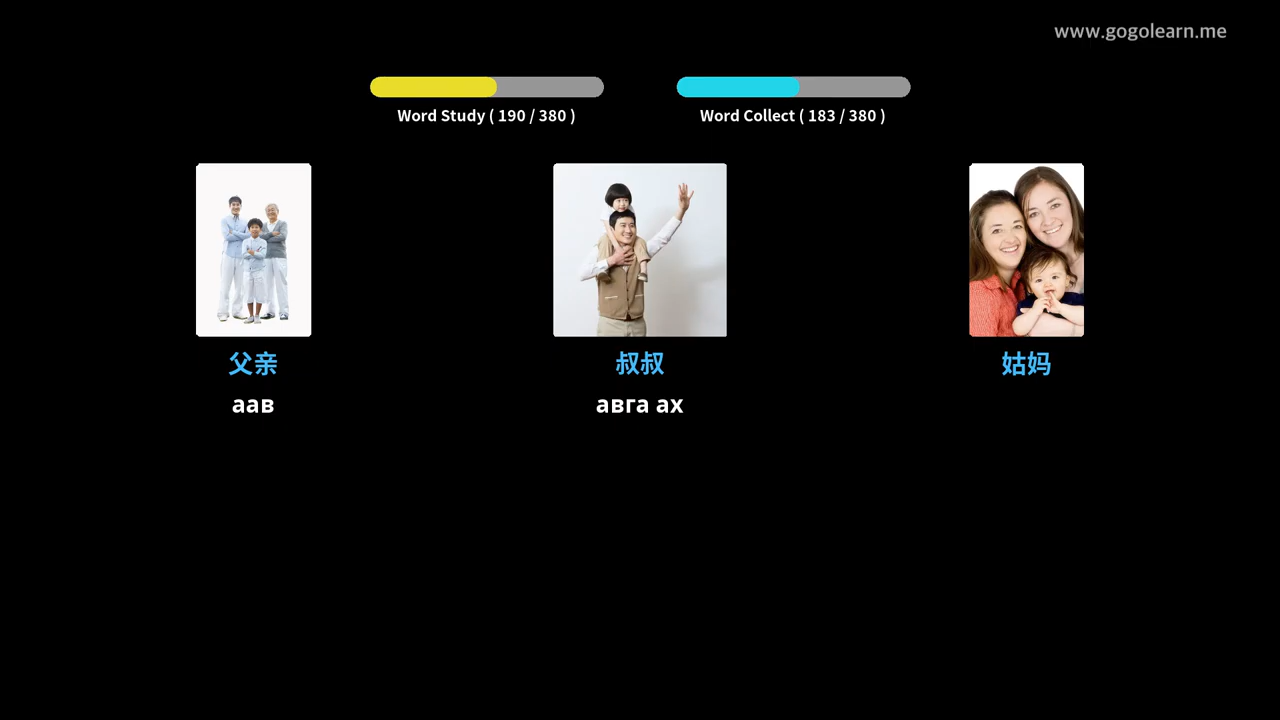 www.gogolearn.me
Word Study ( 190 / 380 )
Word Collect ( 183 / 380 )
父亲
叔叔
姑妈
аав
авга ах